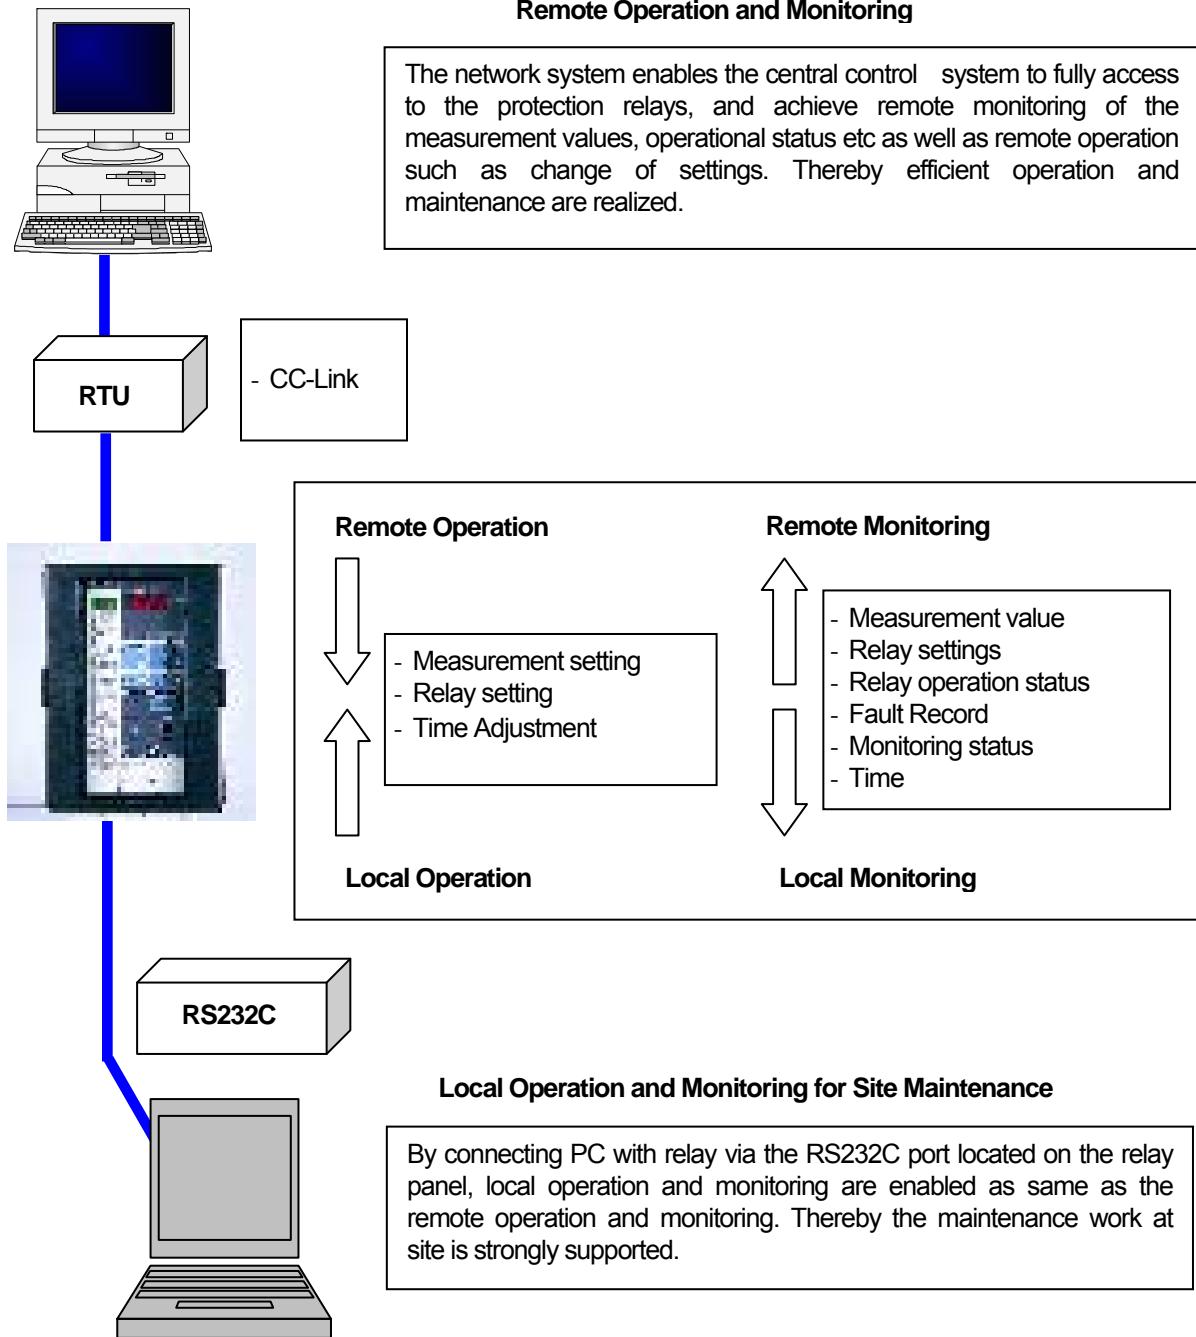 Remote Operation and Monitoring
The network system enables the central control system to fully access
to the protection relays, and achieve remote monitoring of the
measurement values, operational status etc as well as remote operation
such as change of settings. Thereby efficient operation and
maintenance are realized.
RTU
- CC-Link
Remote Operation
Remote Monitoring
- Measurement setting
- Relay setting
- Time Adjustment
- Measurement value
- Relay settings
- Relay operation status
- Fault Record
- Monitoring status
- Time
Local Operation
Local Monitoring
RS232C
Local Operation and Monitoring for Site Maintenance
By connecting PC with relay via the RS232C port located on the relay
panel, local operation and monitoring are enabled as same as the
remote operation and monitoring. Thereby the maintenance work at
site is strongly supported.